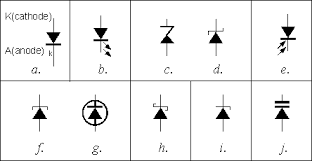 K(cathode)
A(anode) k
a. b. c. d. e.
f. g. h. i. j.